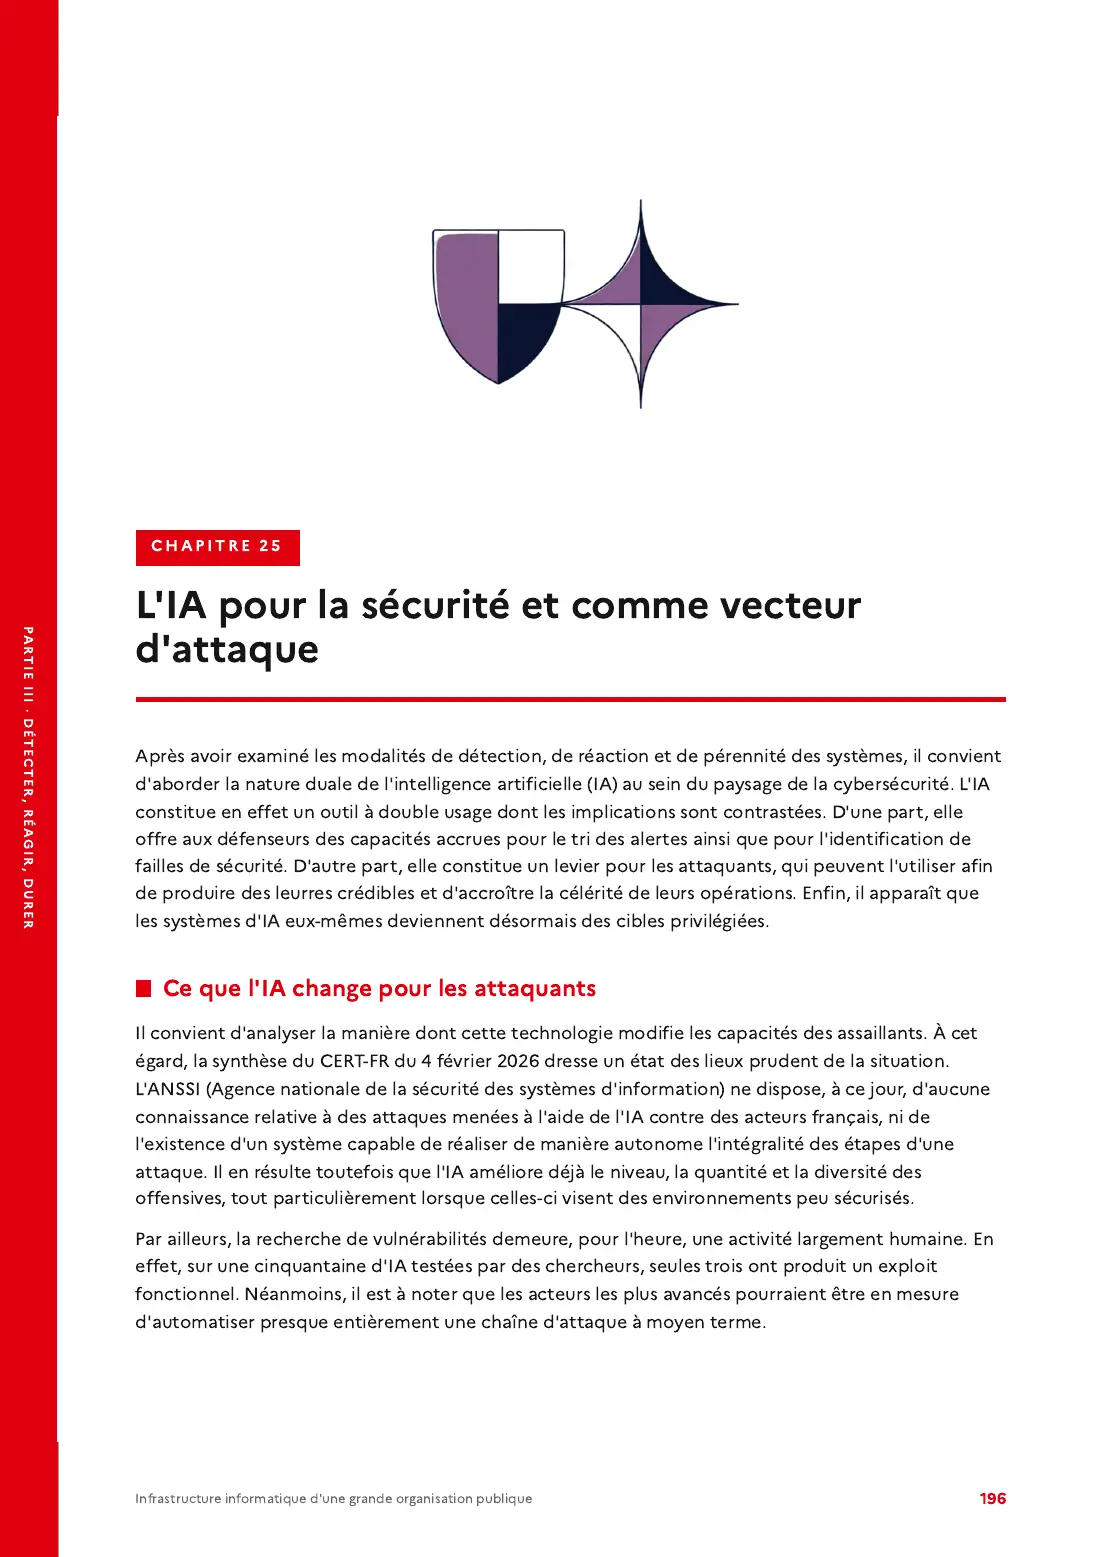 PARTIE III · DÉTECTER, RÉAGIR, DURER
CHAPITRE 25
L'IA pour la sécurité et comme vecteur
d'attaque
Après avoir examiné les modalités de détection, de réaction et de pérennité des systèmes, il convient
d'aborder la nature duale de l'intelligence artificielle (IA) au sein du paysage de la cybersécurité. L'IA
constitue en effet un outil à double usage dont les implications sont contrastées. D'une part, elle
offre aux défenseurs des capacités accrues pour le tri des alertes ainsi que pour l'identification de
failles de sécurité. D'autre part, elle constitue un levier pour les attaquants, qui peuvent l'utiliser afin
de produire des leurres crédibles et d'accroître la célérité de leurs opérations. Enfin, il apparaît que
les systèmes d'IA eux-mêmes deviennent désormais des cibles privilégiées.
Ce que l'IA change pour les attaquants
Il convient d'analyser la manière dont cette technologie modifie les capacités des assaillants. À cet
égard, la synthèse du CERT-FR du 4 février 2026 dresse un état des lieux prudent de la situation.
L'ANSSI (Agence nationale de la sécurité des systèmes d'information) ne dispose, à ce jour, d'aucune
connaissance relative à des attaques menées à l'aide de l'IA contre des acteurs français, ni de
l'existence d'un système capable de réaliser de manière autonome l'intégralité des étapes d'une
attaque. Il en résulte toutefois que l'IA améliore déjà le niveau, la quantité et la diversité des
offensives, tout particulièrement lorsque celles-ci visent des environnements peu sécurisés.
Par ailleurs, la recherche de vulnérabilités demeure, pour l'heure, une activité largement humaine. En
effet, sur une cinquantaine d'IA testées par des chercheurs, seules trois ont produit un exploit
fonctionnel. Néanmoins, il est à noter que les acteurs les plus avancés pourraient être en mesure
d'automatiser presque entièrement une chaîne d'attaque à moyen terme.
Infrastructure informatique d'une grande organisation publique
196